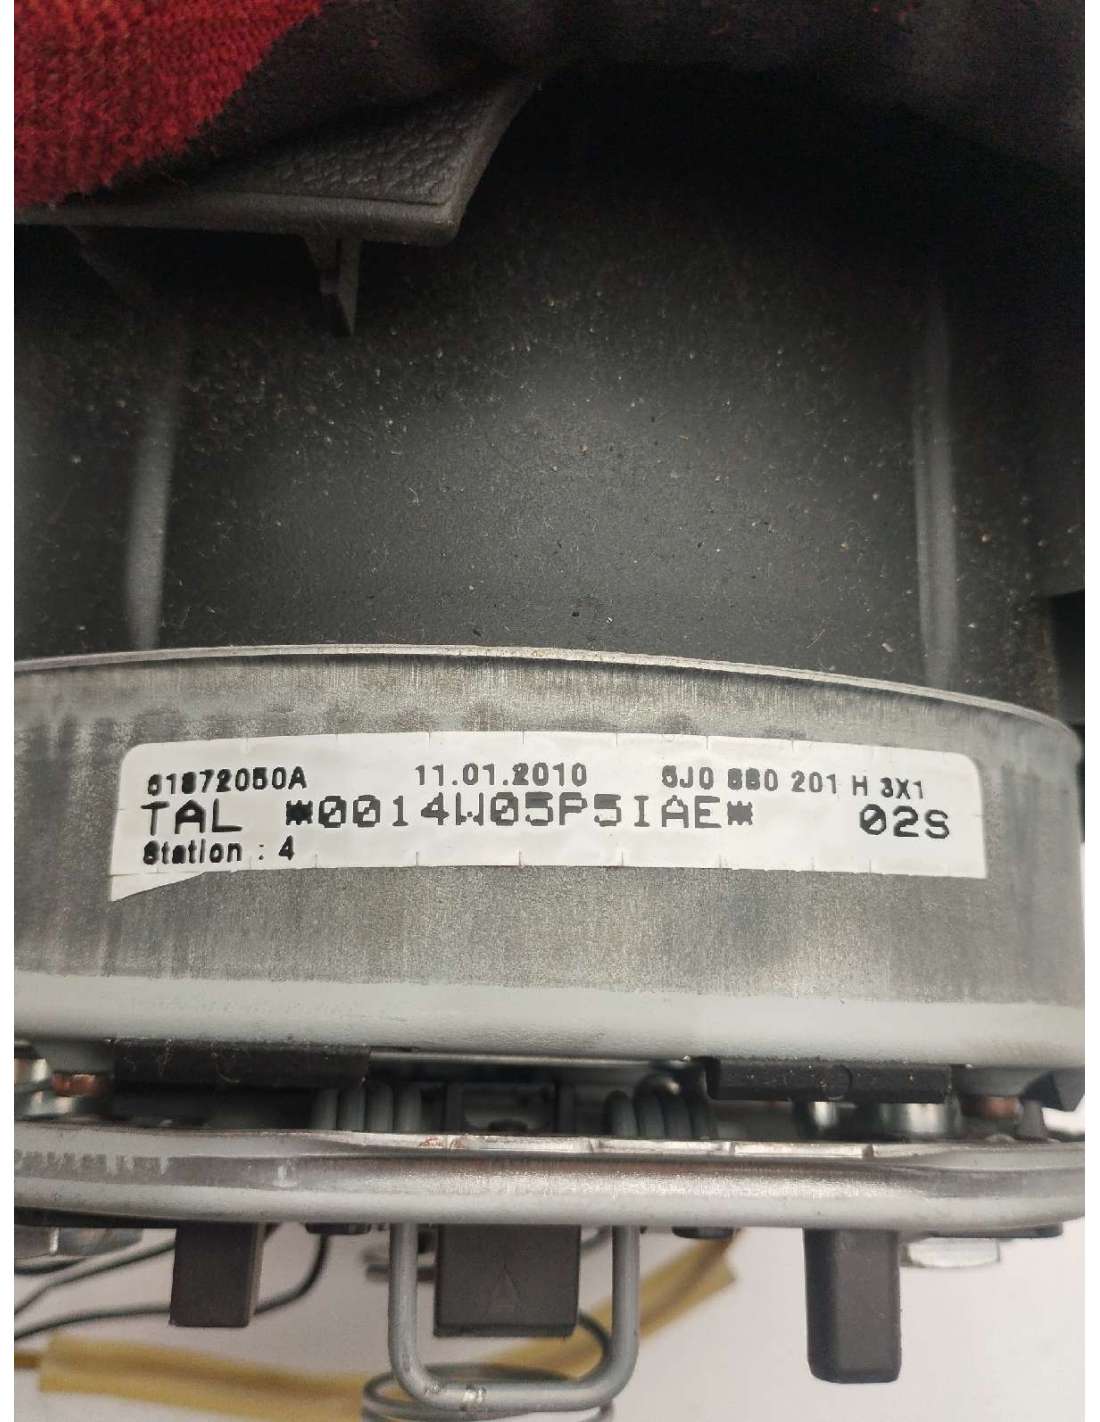 61872050A 11.01.2010 6J0 880 201 H 3X1
TAL *0014W05P5IAE* 02S
Station : 4